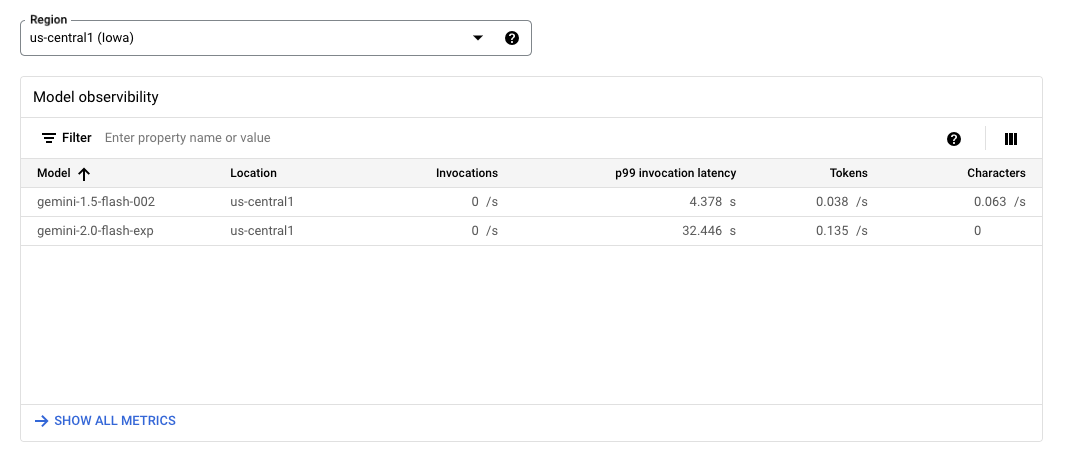 Region
us-central1 (Iowa)
Model observibility
Filter Enter property name or value
Model Location Invocations p99 invocation latency Tokens Characters
gemini-1.5-flash-002 us-central1 0 /s 4.378 s 0.038 /s 0.063 /s
gemini-2.0-flash-exp us-central1 0 /s 32.446 s 0.135 /s 0
SHOW ALL METRICS